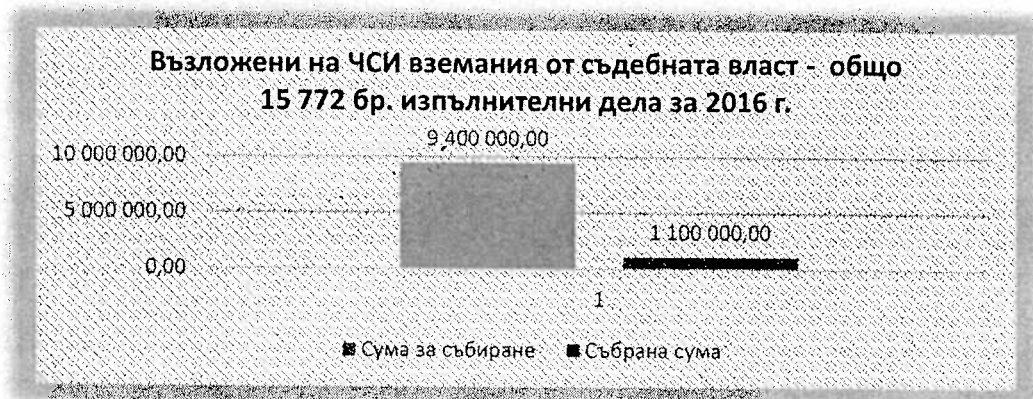 Възложени на ЧСИ вземания от съдебната власт - общо
15 772 бр. изпълнителни дела за 2016 г.
9 400 000,00
10 000 000,00
5 000 000,00
1 100 000,00
0,00
1
Сума за събиране Събрана сума